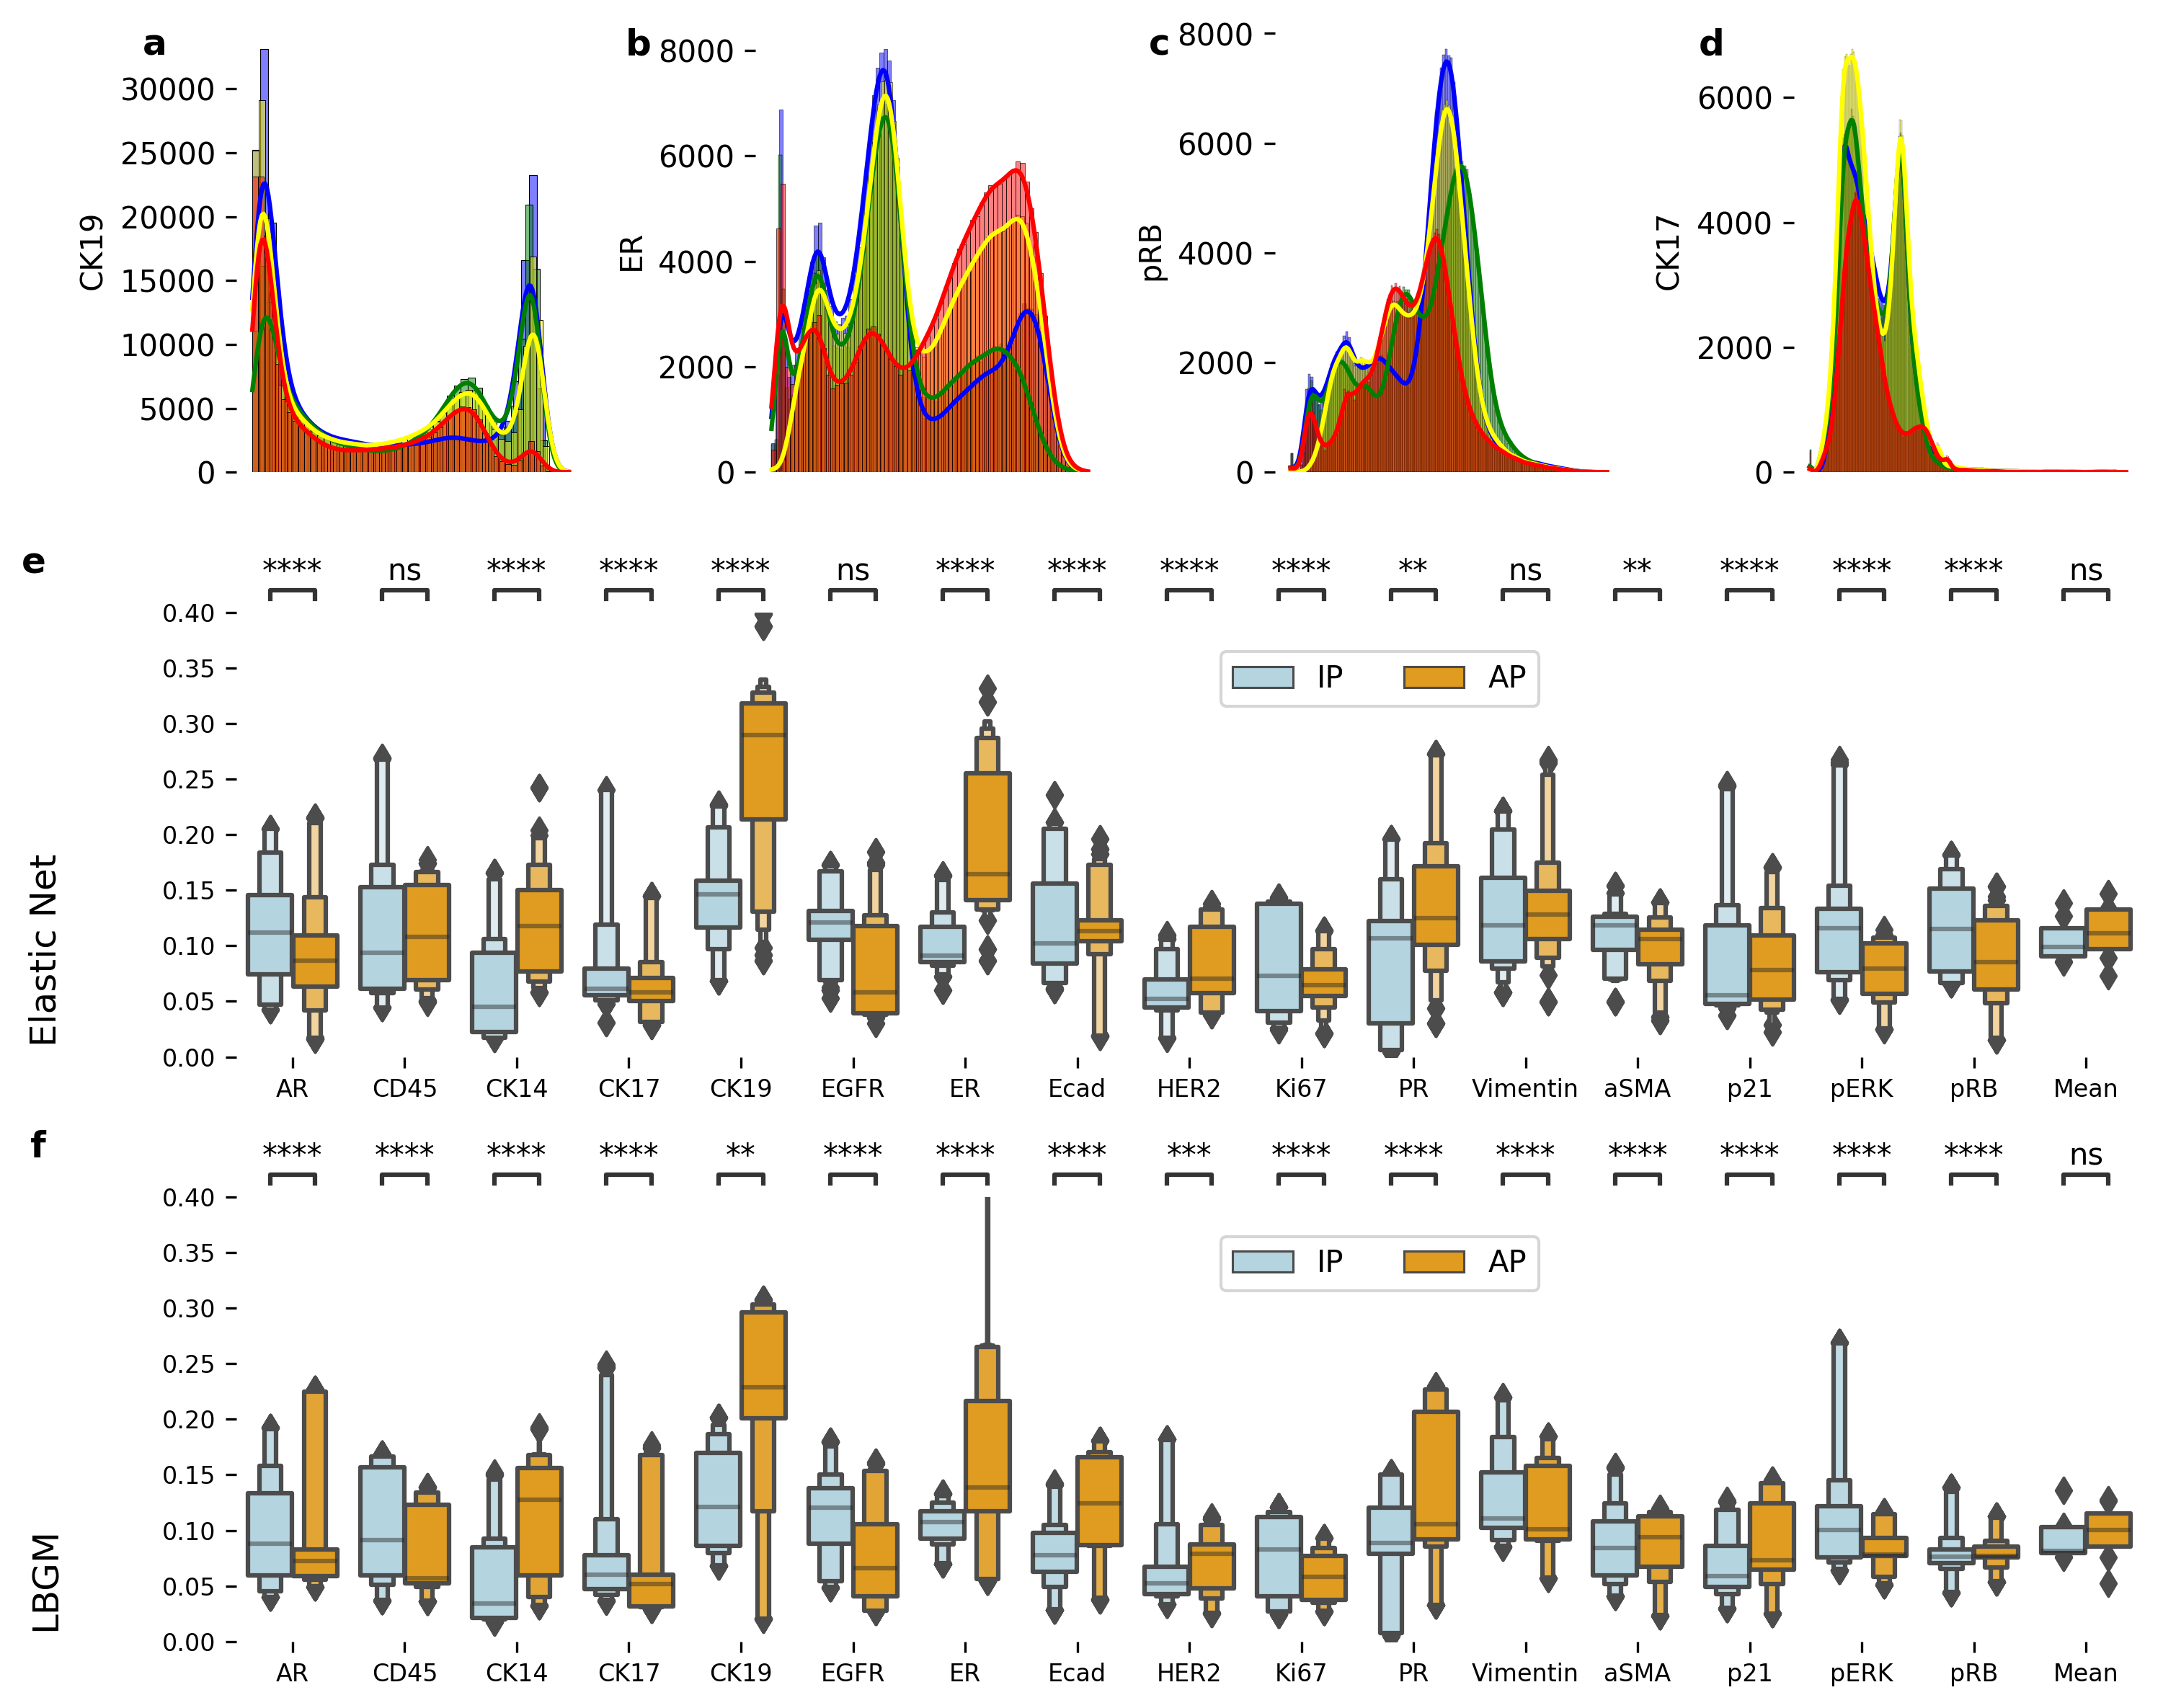 a
b
c
d
CK19
30000
25000
20000
15000
10000
5000
0
ER
8000
6000
4000
2000
0
pRB
8000
6000
4000
2000
0
CK17
6000
4000
2000
0
e
**** ns **** **** **** ns **** **** **** **** ** ns ** **** **** **** ns
Elastic Net
0.40
0.35
0.30
0.25
0.20
0.15
0.10
0.05
0.00
IP AP
AR CD45 CK14 CK17 CK19 EGFR ER Ecad HER2 Ki67 PR Vimentin aSMA p21 pERK pRB Mean
f
**** **** **** **** ** **** **** **** *** **** **** **** **** **** **** **** ns
LBGM
0.40
0.35
0.30
0.25
0.20
0.15
0.10
0.05
0.00
IP AP
AR CD45 CK14 CK17 CK19 EGFR ER Ecad HER2 Ki67 PR Vimentin aSMA p21 pERK pRB Mean